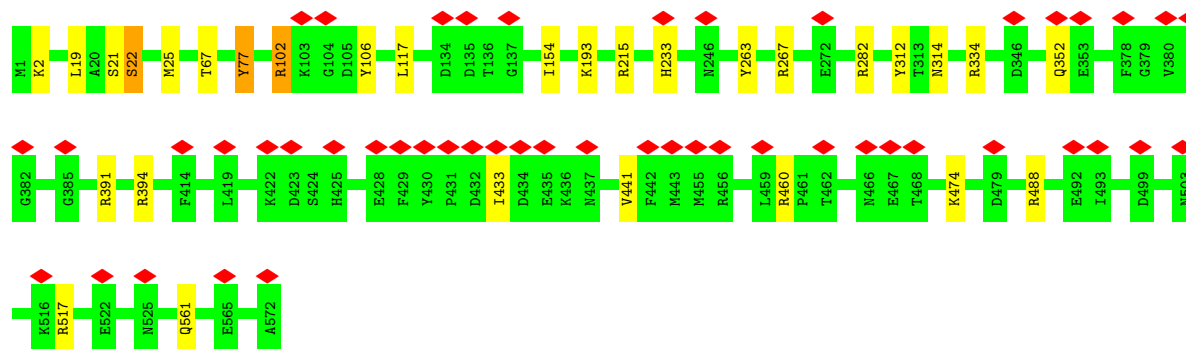 M1 K2 L19 A20 S21 S22 M25 T67 Y77 R102 K103 G104 D105 Y106 L117 D134 D135 T136 G137 I154 K193 R215 H233 N246 Y263 R267 E272 R282 Y312 T313 N314 R334 D346 Q352 E353 F378 G379 V380
G382 G385 R391 R394 F414 L419 K422 D423 S424 H425 E428 F429 Y430 P431 D432 I433 D434 E435 K436 N437 V441 F442 M443 M455 R456 L459 R460 P461 T462 N466 E467 T468 K474 D479 R488 E492 I493 D499 N503
K516 R517 E522 N525 Q561 E565 A572